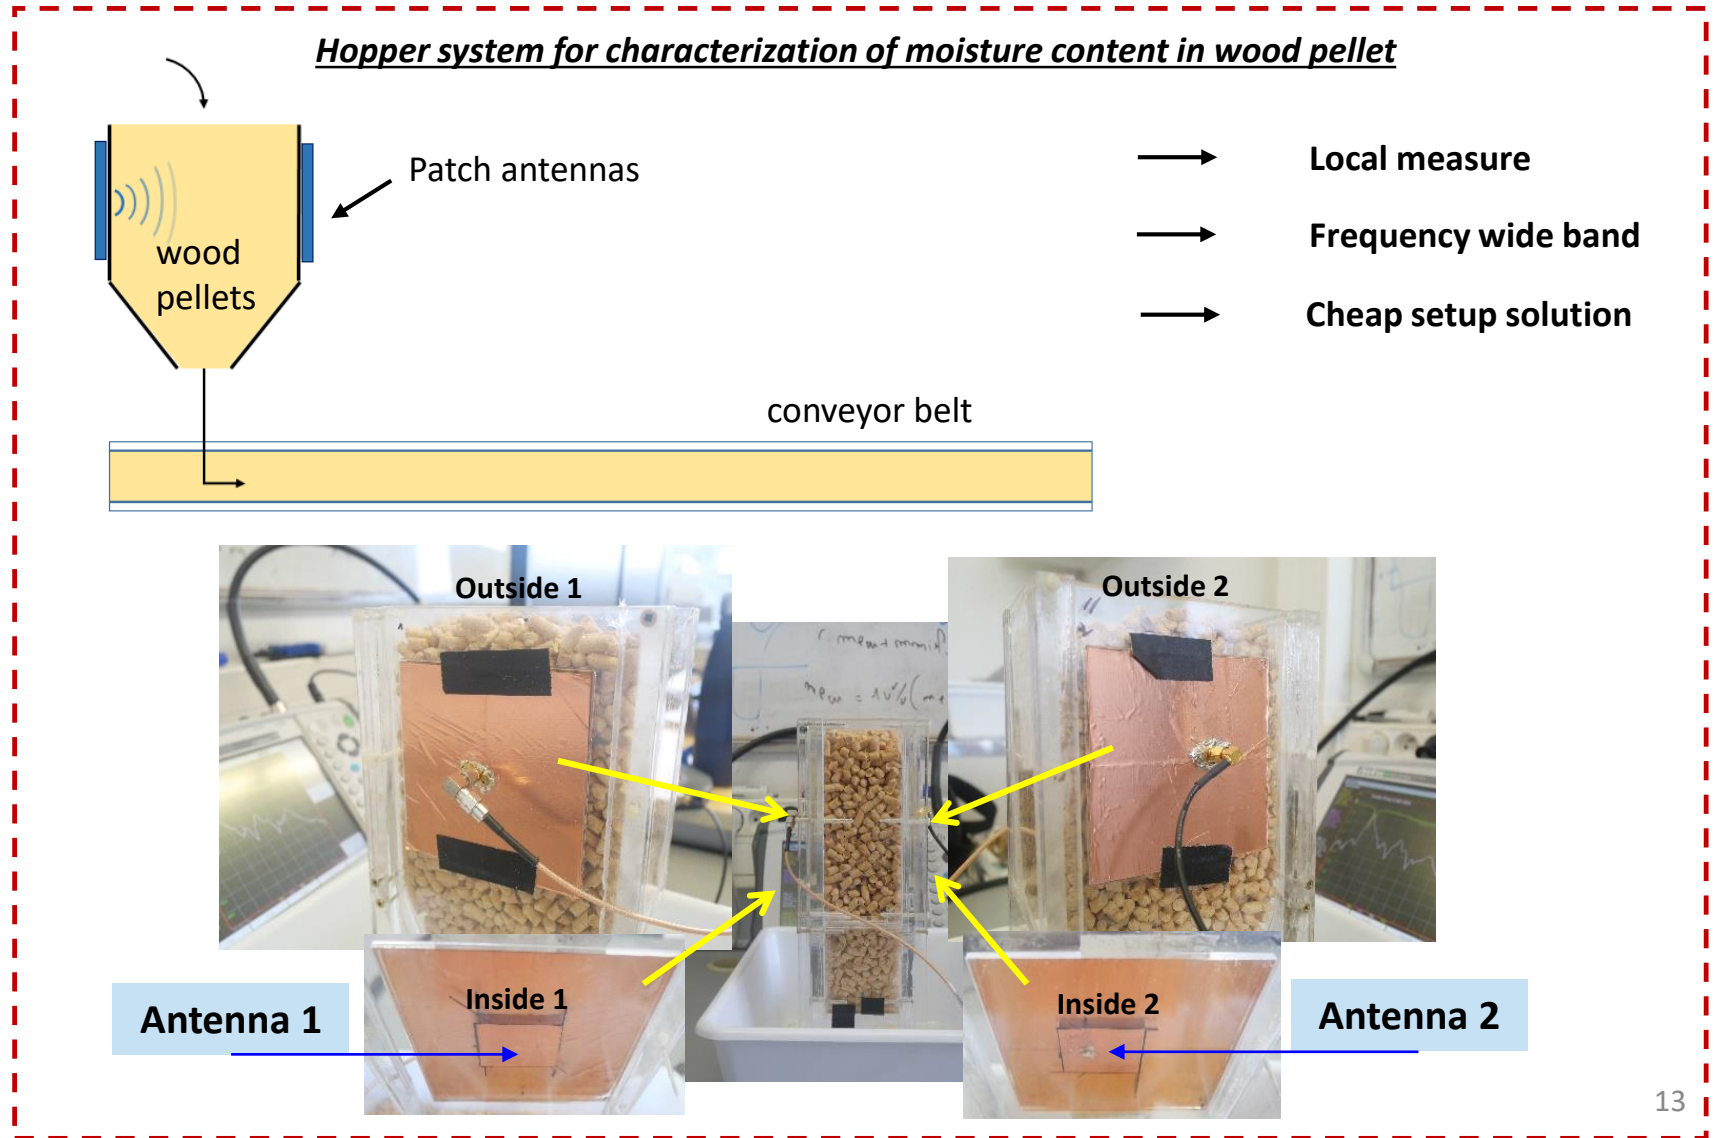 Hopper system for characterization of moisture content in wood pellet
Patch antennas
wood
pellets
Local measure
Frequency wide band
Cheap setup solution
conveyor belt
Outside 1
Outside 2
Inside 1
Inside 2
Antenna 1
Antenna 2
13